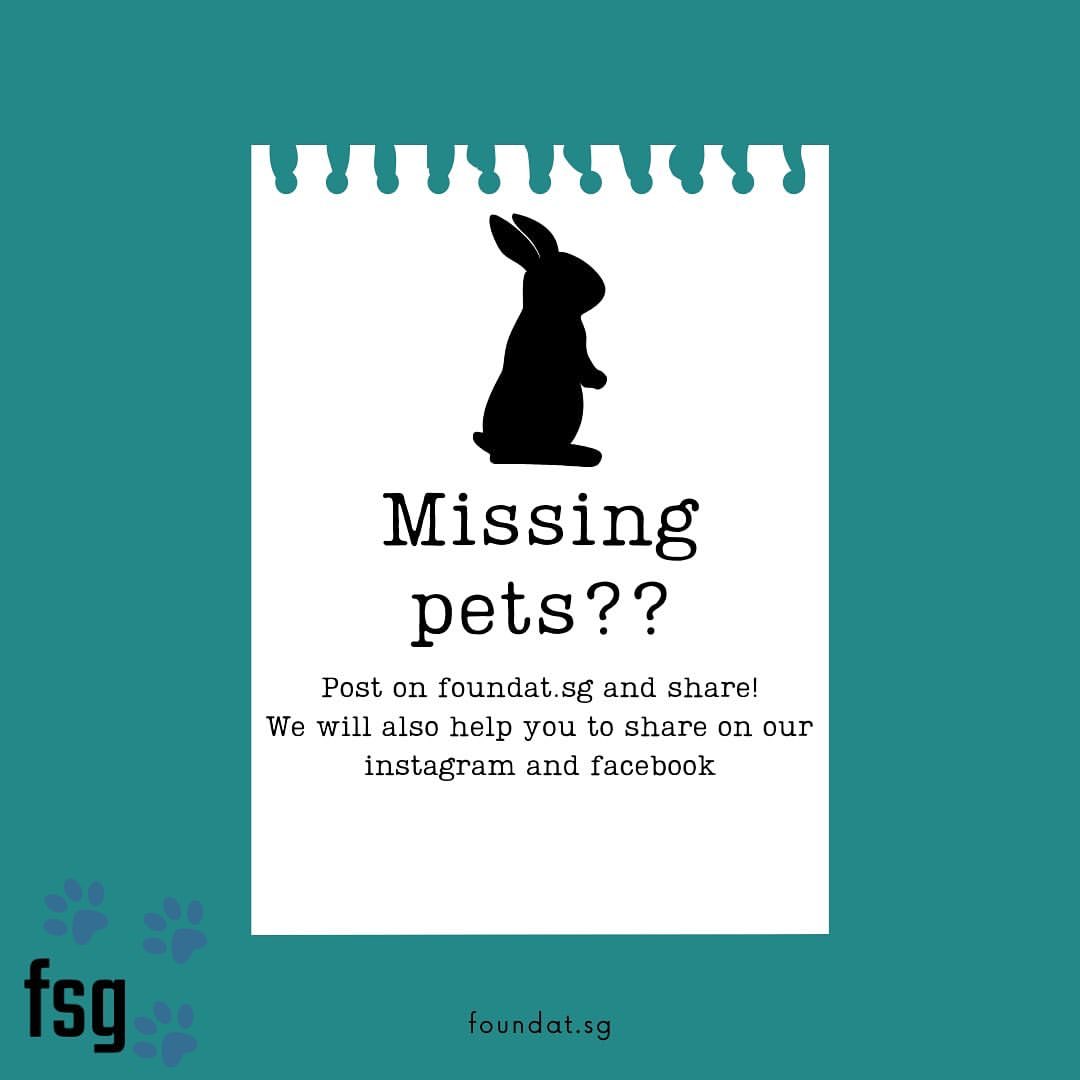 Missing
pets??
Post on foundat.sg and share!
We will also help you to share on our
instagram and facebook
fsg
foundat.sg